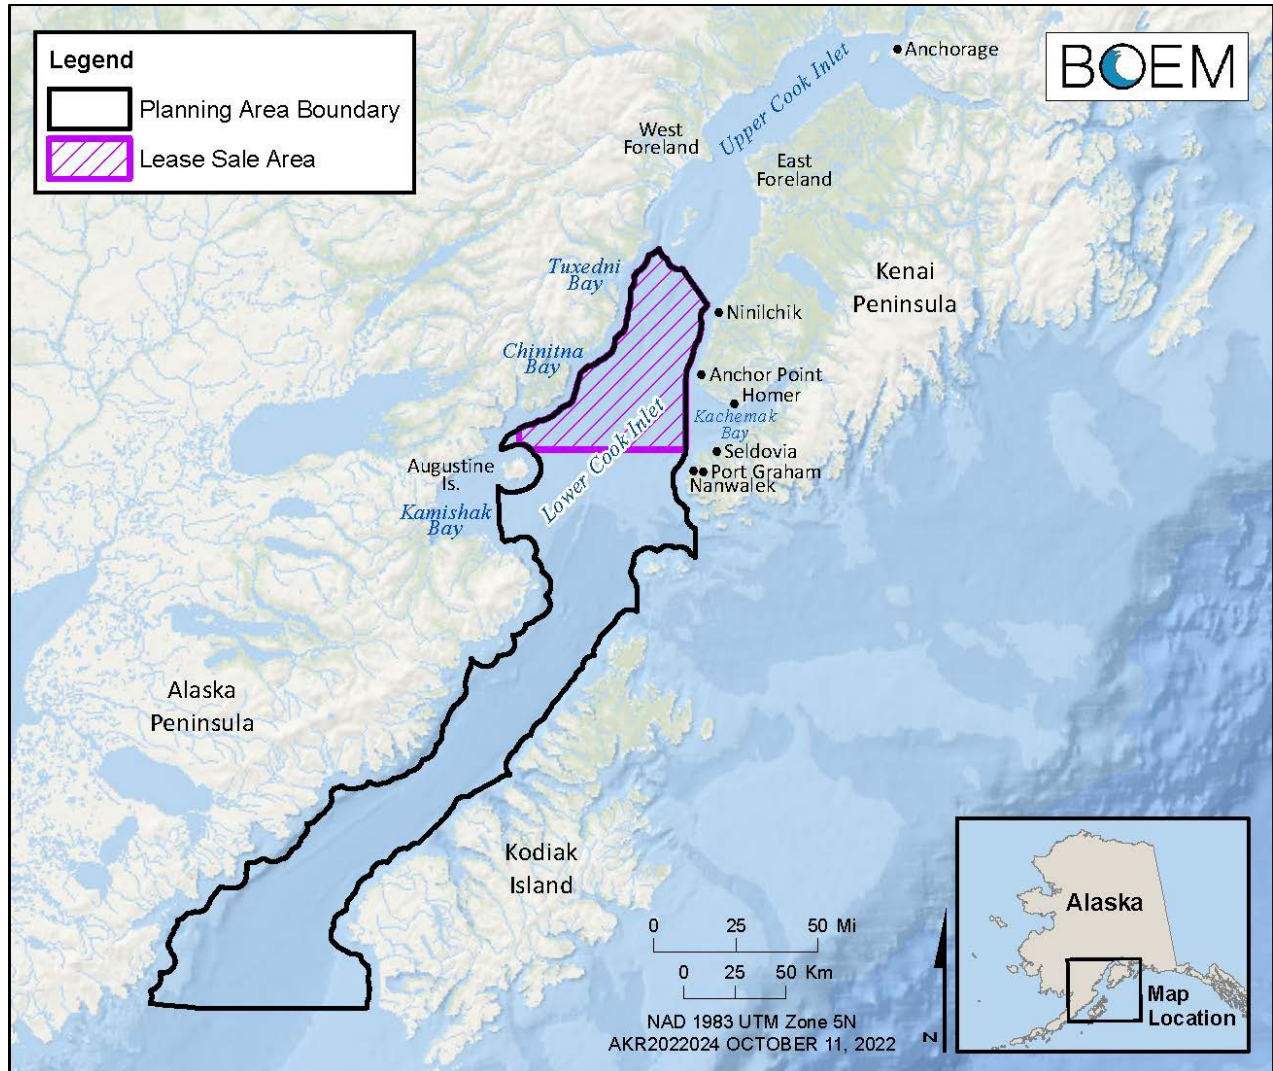 Legend
Planning Area Boundary
Lease Sale Area
BOEM
Anchorage
Upper Cook Inlet
West
Foreland
East
Foreland
Kenai
Peninsula
Tuxedni
Bay
Ninilchik
Chinitna
Bay
Anchor Point
Homer
Kachemak
Bay
Lower Cook Inlet
Seldovia
Augustine
Is.
Port Graham
Nanwalek
Kamishak
Bay
Alaska
Peninsula
Kodiak
Island
0 25 50 Mi
0 25 50 Km
NAD 1983 UTM Zone 5N
AKR2022024 OCTOBER 11, 2022
N
Alaska
Map
Location